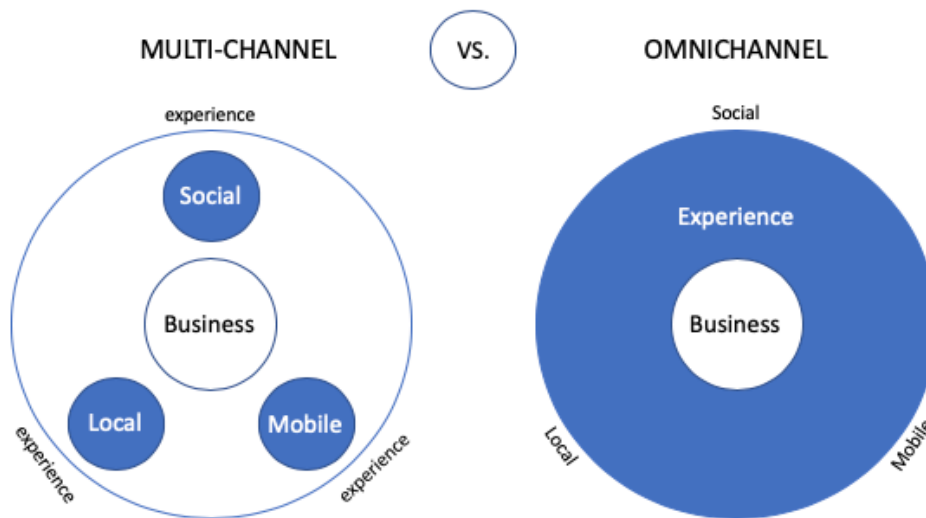 MULTI-CHANNEL
VS.
OMNICHANNEL
experience
Social
Business
Local
Mobile
experience
experience
Social
Experience
Business
Local
Mobile